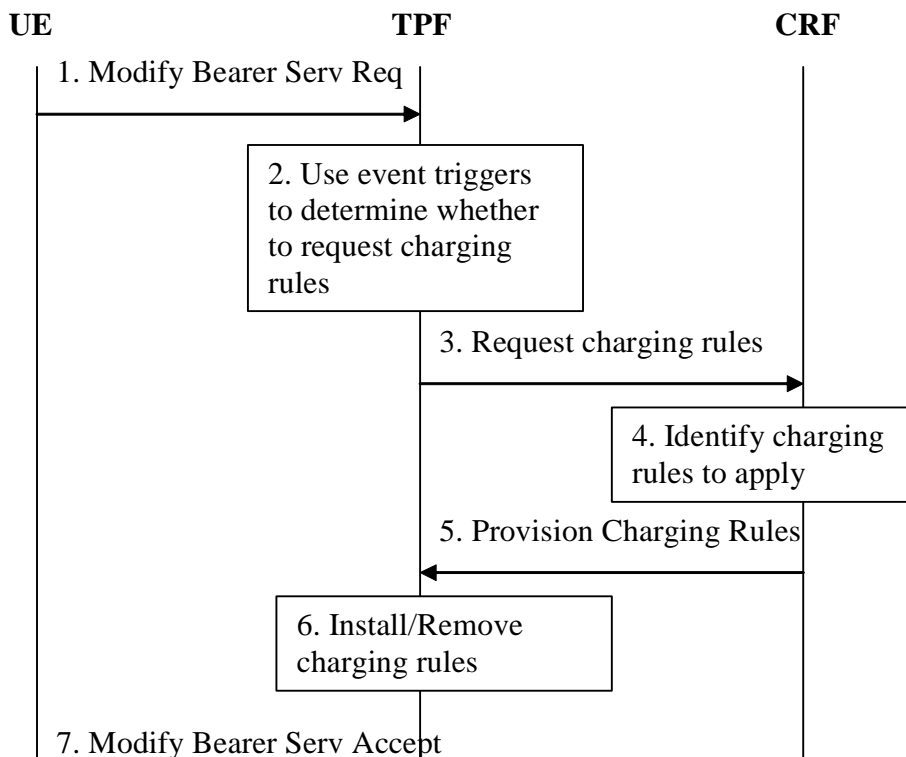 UE TPF CRF
1. Modify Bearer Serv Req
2. Use event triggers
to determine whether
to request charging
rules
3. Request charging rules
4. Identify charging
rules to apply
5. Provision Charging Rules
6. Install/Remove
charging rules
7. Modify Bearer Serv Accept